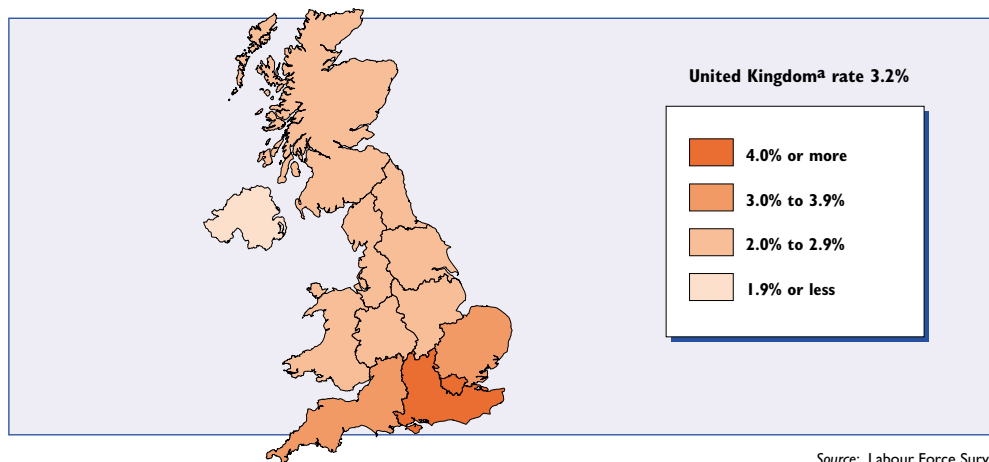 United Kingdomª rate 3.2%
4.0% or more
3.0% to 3.9%
2.0% to 2.9%
1.9% or less
Source: Labour Force Surv